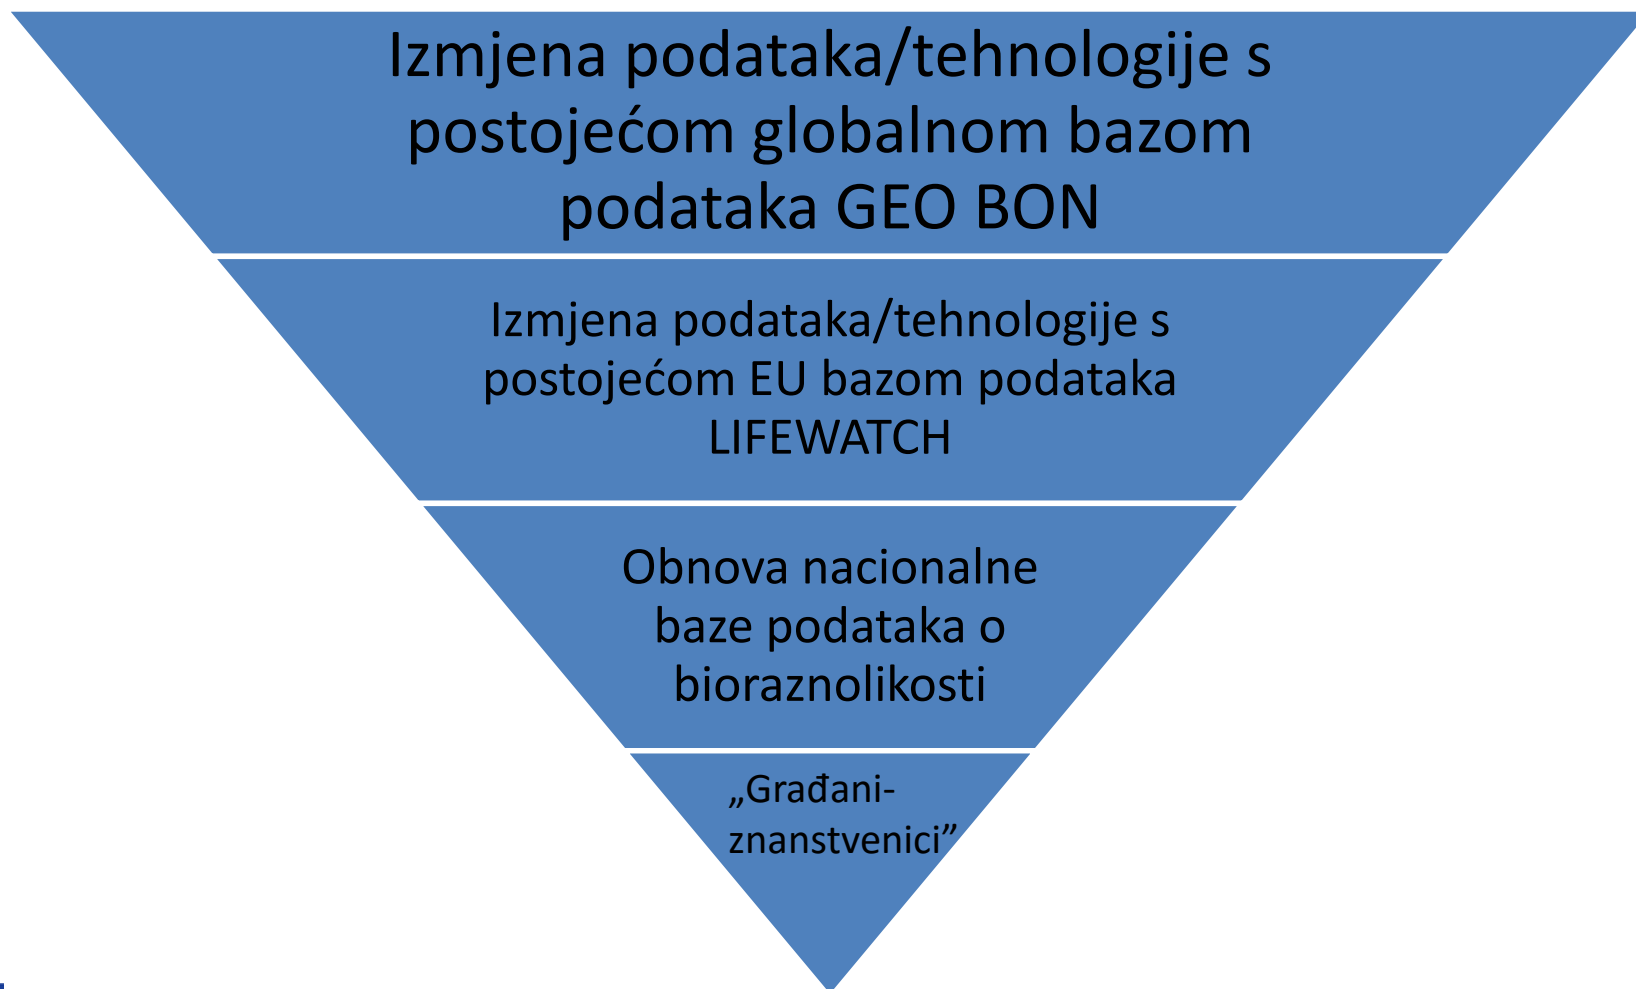 Izmjena podataka/tehnologije s
postojećom globalnom bazom
podataka GEO BON
Izmjena podataka/tehnologije s
postojećom EU bazom podataka
LIFEWATCH
Obnova nacionalne
baze podataka o
bioraznolikosti
„Građani-
znanstvenici”